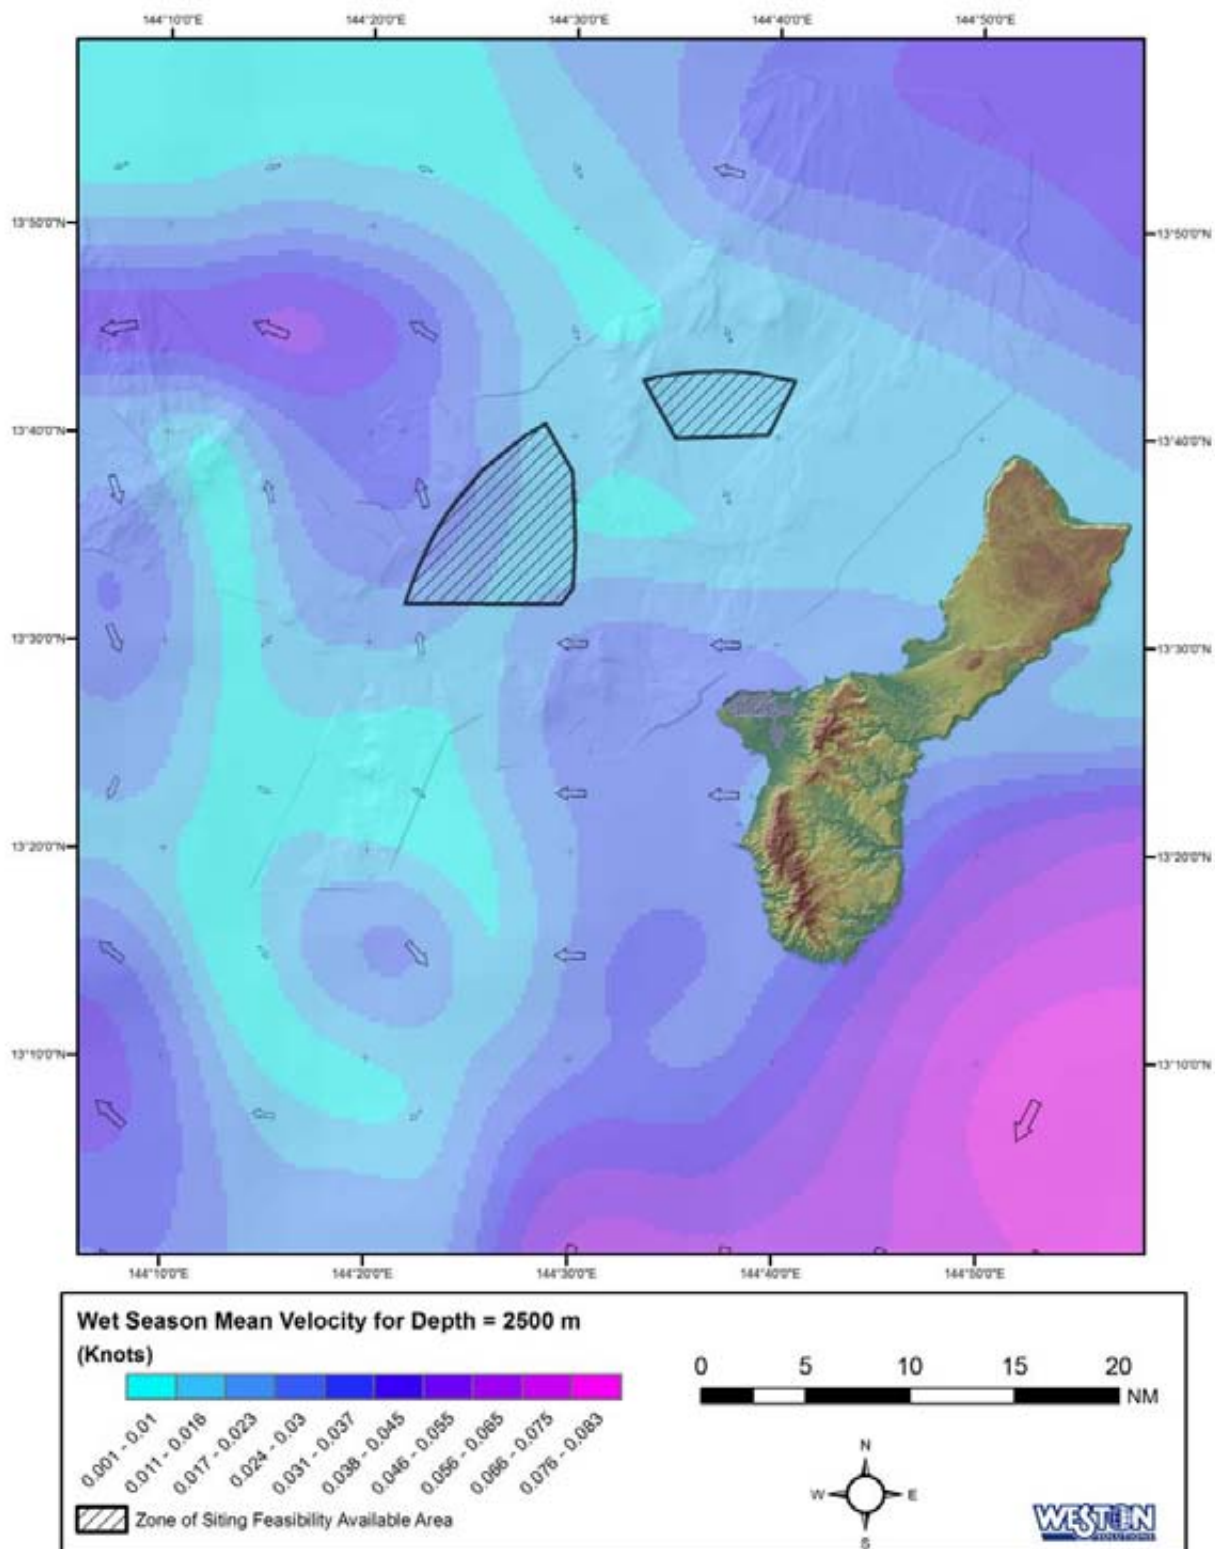 144°10'0"E 144°20'0"E 144°30'0"E 144°40'0"E 144°50'0"E
13°50'0"N 13°50'0"N
13°40'0"N 13°40'0"N
13°30'0"N 13°30'0"N
13°20'0"N 13°20'0"N
13°10'0"N 13°10'0"N
144°10'0"E 144°20'0"E 144°30'0"E 144°40'0"E 144°50'0"E
Wet Season Mean Velocity for Depth = 2500 m
(Knots)
0.001 - 0.01
0.011 - 0.016
0.017 - 0.023
0.024 - 0.03
0.031 - 0.037
0.038 - 0.045
0.046 - 0.055
0.056 - 0.065
0.066 - 0.075
0.076 - 0.083
Zone of Siting Feasibility Available Area
0 5 10 15 20
NM
N
W E
S
WESTON
SOLUTIONS